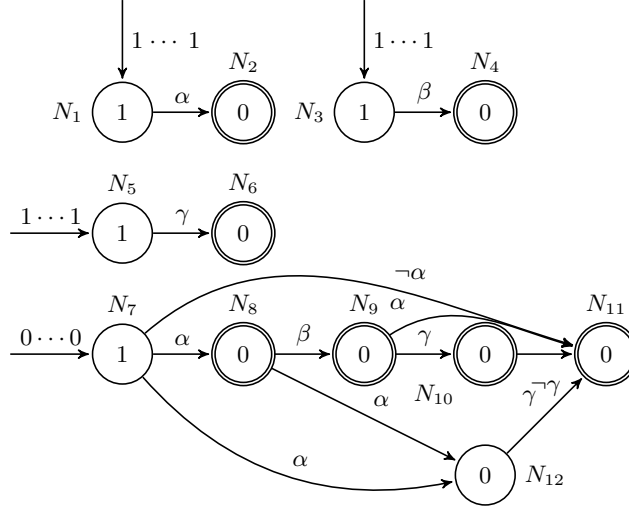 1 ⋯ 1 1 ⋯ 1
N₂ N₄
N₁ 1 α 0 N₃ 1 β 0
N₅ N₆
1 ⋯ 1 1 γ 0
¬α
N₇ N₈ N₉ α N₁₁
0 ⋯ 0 1 α 0 β 0 γ 0 0
α N₁₀ γ¬γ
α 0 N₁₂